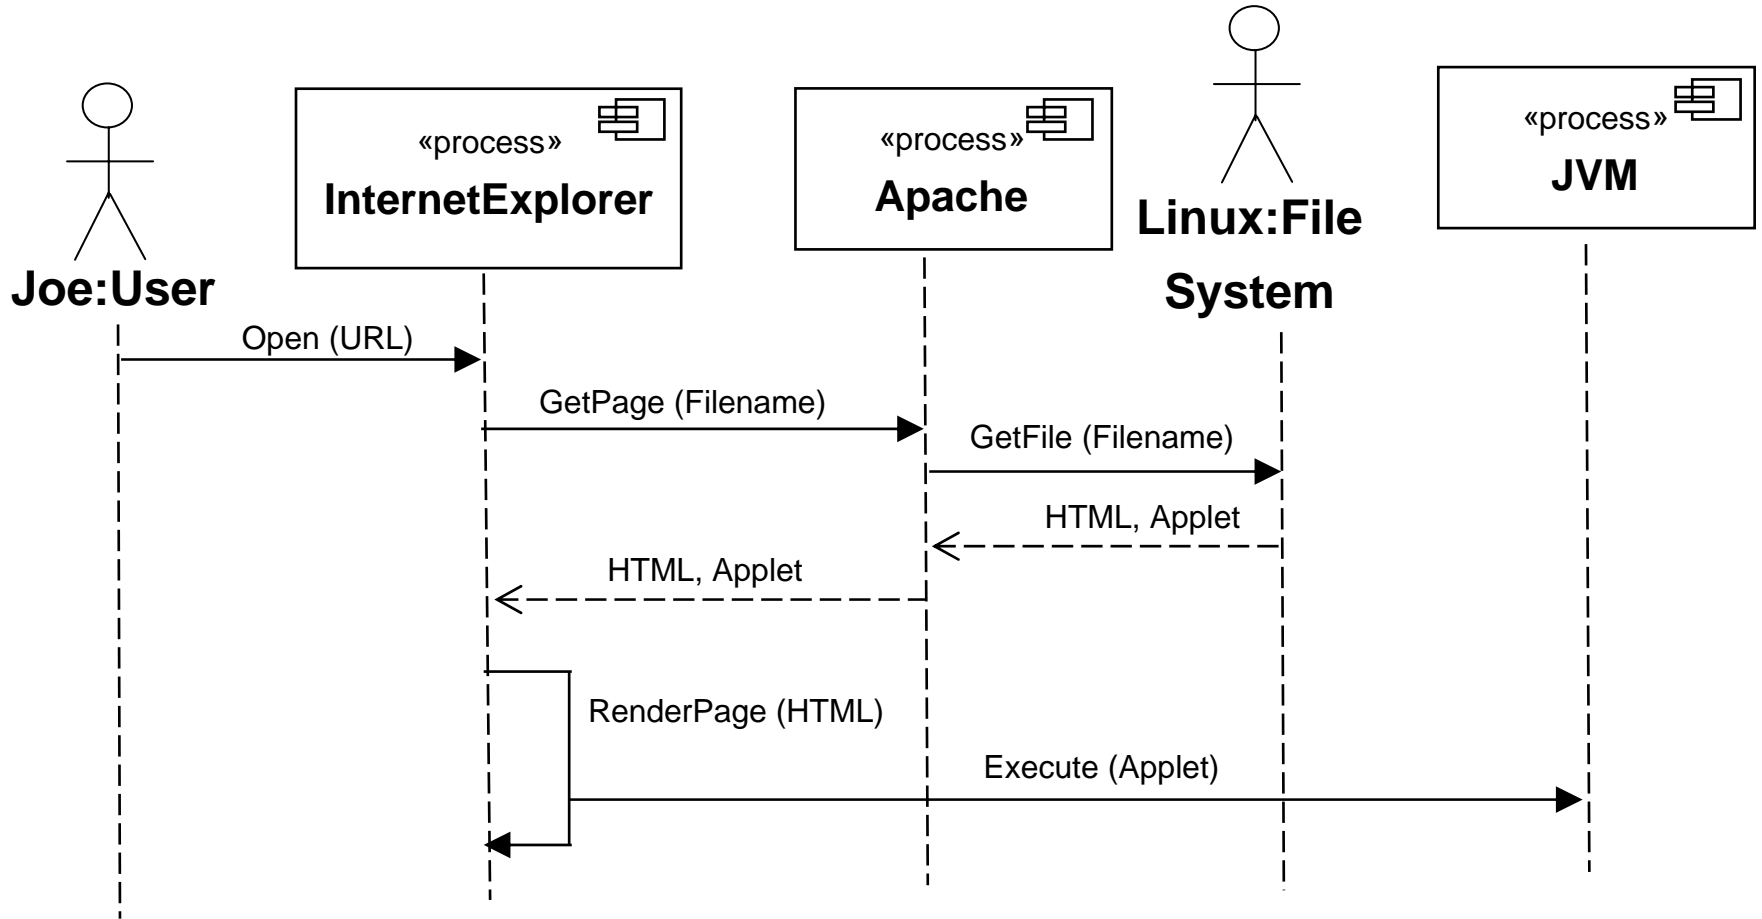 «process»
InternetExplorer
«process»
Apache
«process»
JVM
Joe:User
Linux:File
System
Open (URL)
GetPage (Filename)
GetFile (Filename)
HTML, Applet
HTML, Applet
RenderPage (HTML)
Execute (Applet)